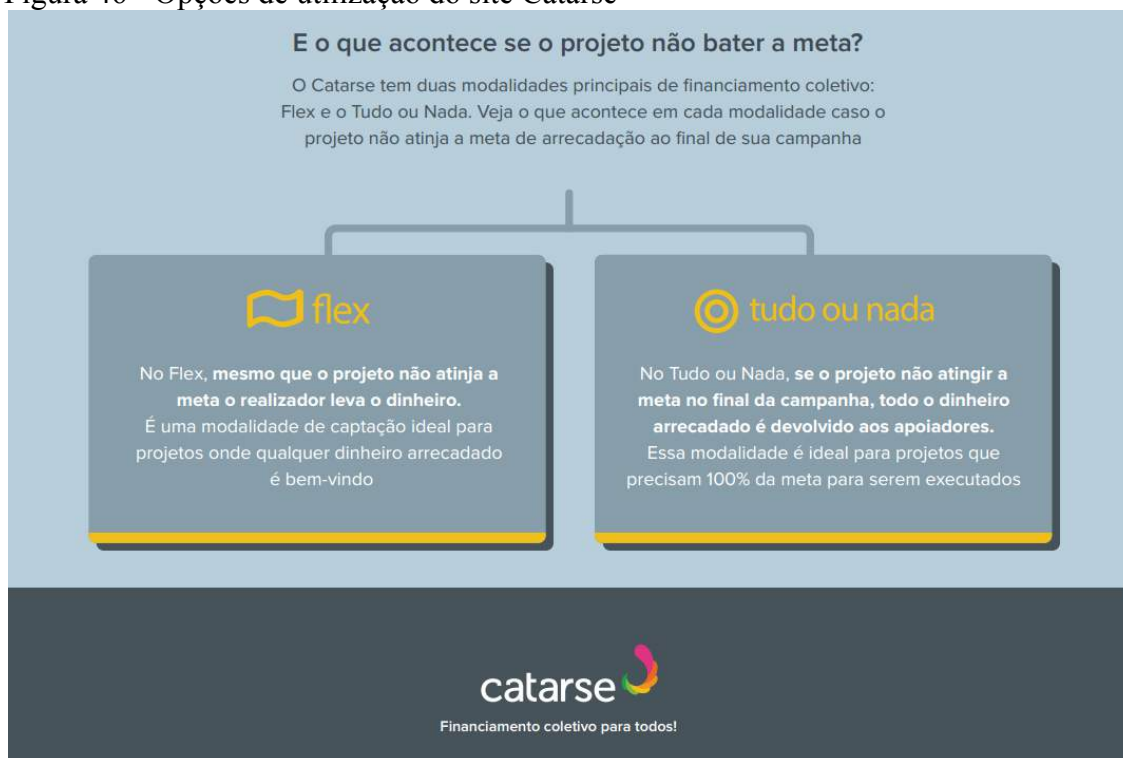 Figura 46 - Opções de utilização do site Catarse
E o que acontece se o projeto não bater a meta?
O Catarse tem duas modalidades principais de financiamento coletivo:
Flex e o Tudo ou Nada. Veja o que acontece em cada modalidade caso o
projeto não atinja a meta de arrecadação ao final de sua campanha
flex
No Flex, mesmo que o projeto não atinja a
meta o realizador leva o dinheiro.
É uma modalidade de captação ideal para
projetos onde qualquer dinheiro arrecadado
é bem-vindo
tudo ou nada
No Tudo ou Nada, se o projeto não atingir a
meta no final da campanha, todo o dinheiro
arrecadado é devolvido aos apoiadores.
Essa modalidade é ideal para projetos que
precisam 100% da meta para serem executados
catarse
Financiamento coletivo para todos!